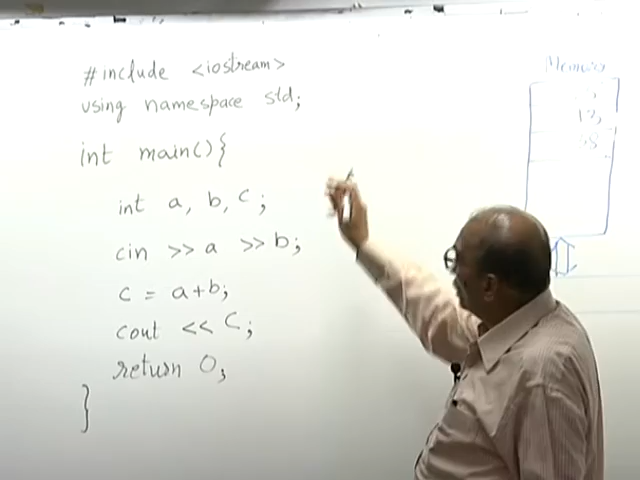 #include <iostream>
using namespace std;
int main(){
int a, b, c;
cin >> a >> b;
c = a+b;
cout << c;
return 0;
}
Memory